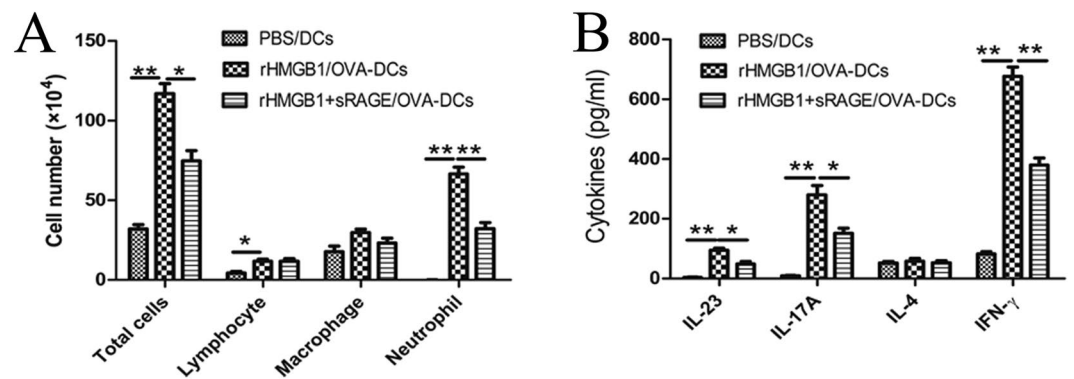 A
Cell number (×10⁴)
150
100
50
0
PBS/DCs
rHMGB1/OVA-DCs
rHMGB1+sRAGE/OVA-DCs
** *
*
** **
Total cells
Lymphocyte
Macrophage
Neutrophil
B
Cytokines (pg/ml)
800
600
400
200
0
PBS/DCs
rHMGB1/OVA-DCs
rHMGB1+sRAGE/OVA-DCs
** *
** *
** **
IL-23
IL-17A
IL-4
IFN-γ